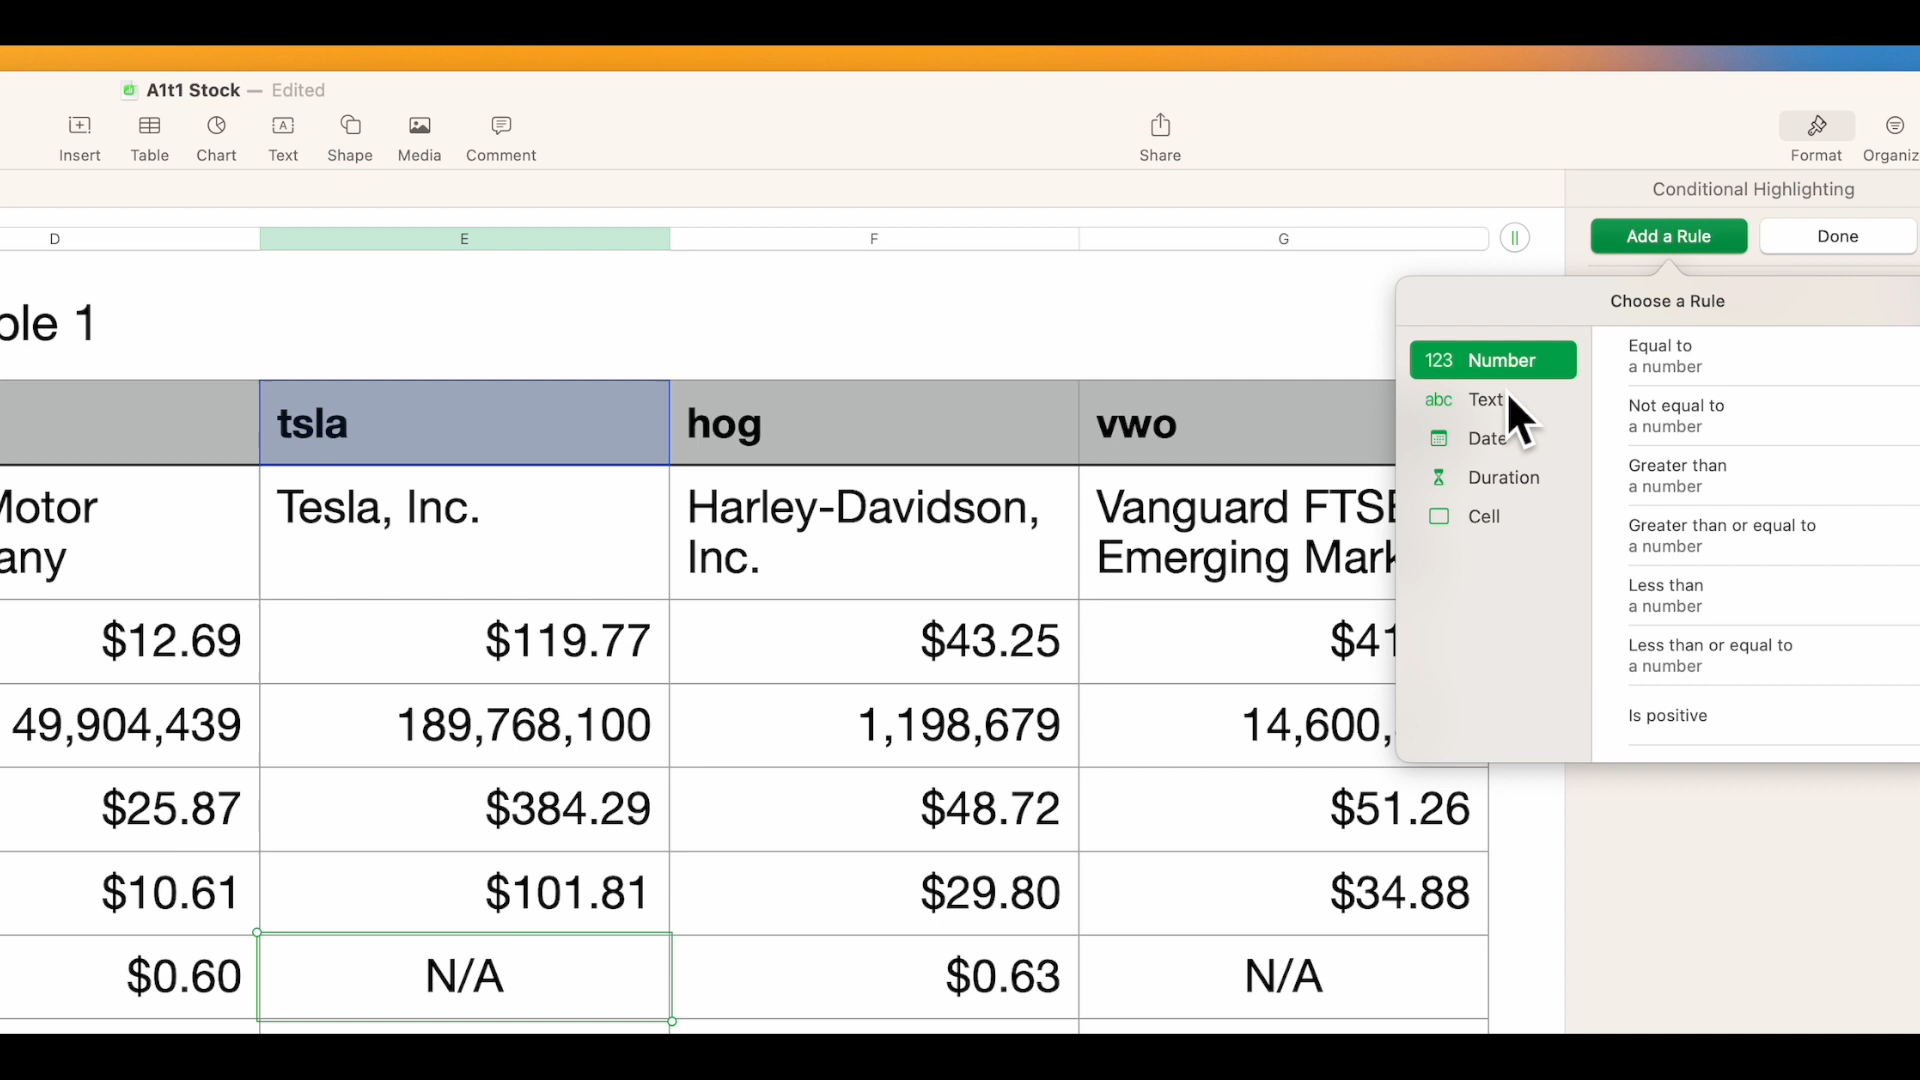 A1t1 Stock — Edited
Insert
Table
Chart
Text
Shape
Media
Comment
Share
Format
Organiz
Conditional Highlighting
D
E
F
G
Add a Rule
Done
Choose a Rule
ble 1
123 Number
abc Text
Date
Duration
Cell
Equal to
a number
Not equal to
a number
Greater than
a number
Greater than or equal to
a number
Less than
a number
Less than or equal to
a number
Is positive
tsla
hog
vwo
Motor
any
Tesla, Inc.
Harley-Davidson,
Inc.
Vanguard FTSE
Emerging Mark
$12.69
$119.77
$43.25
$41
49,904,439
189,768,100
1,198,679
14,600,
$25.87
$384.29
$48.72
$51.26
$10.61
$101.81
$29.80
$34.88
$0.60
N/A
$0.63
N/A